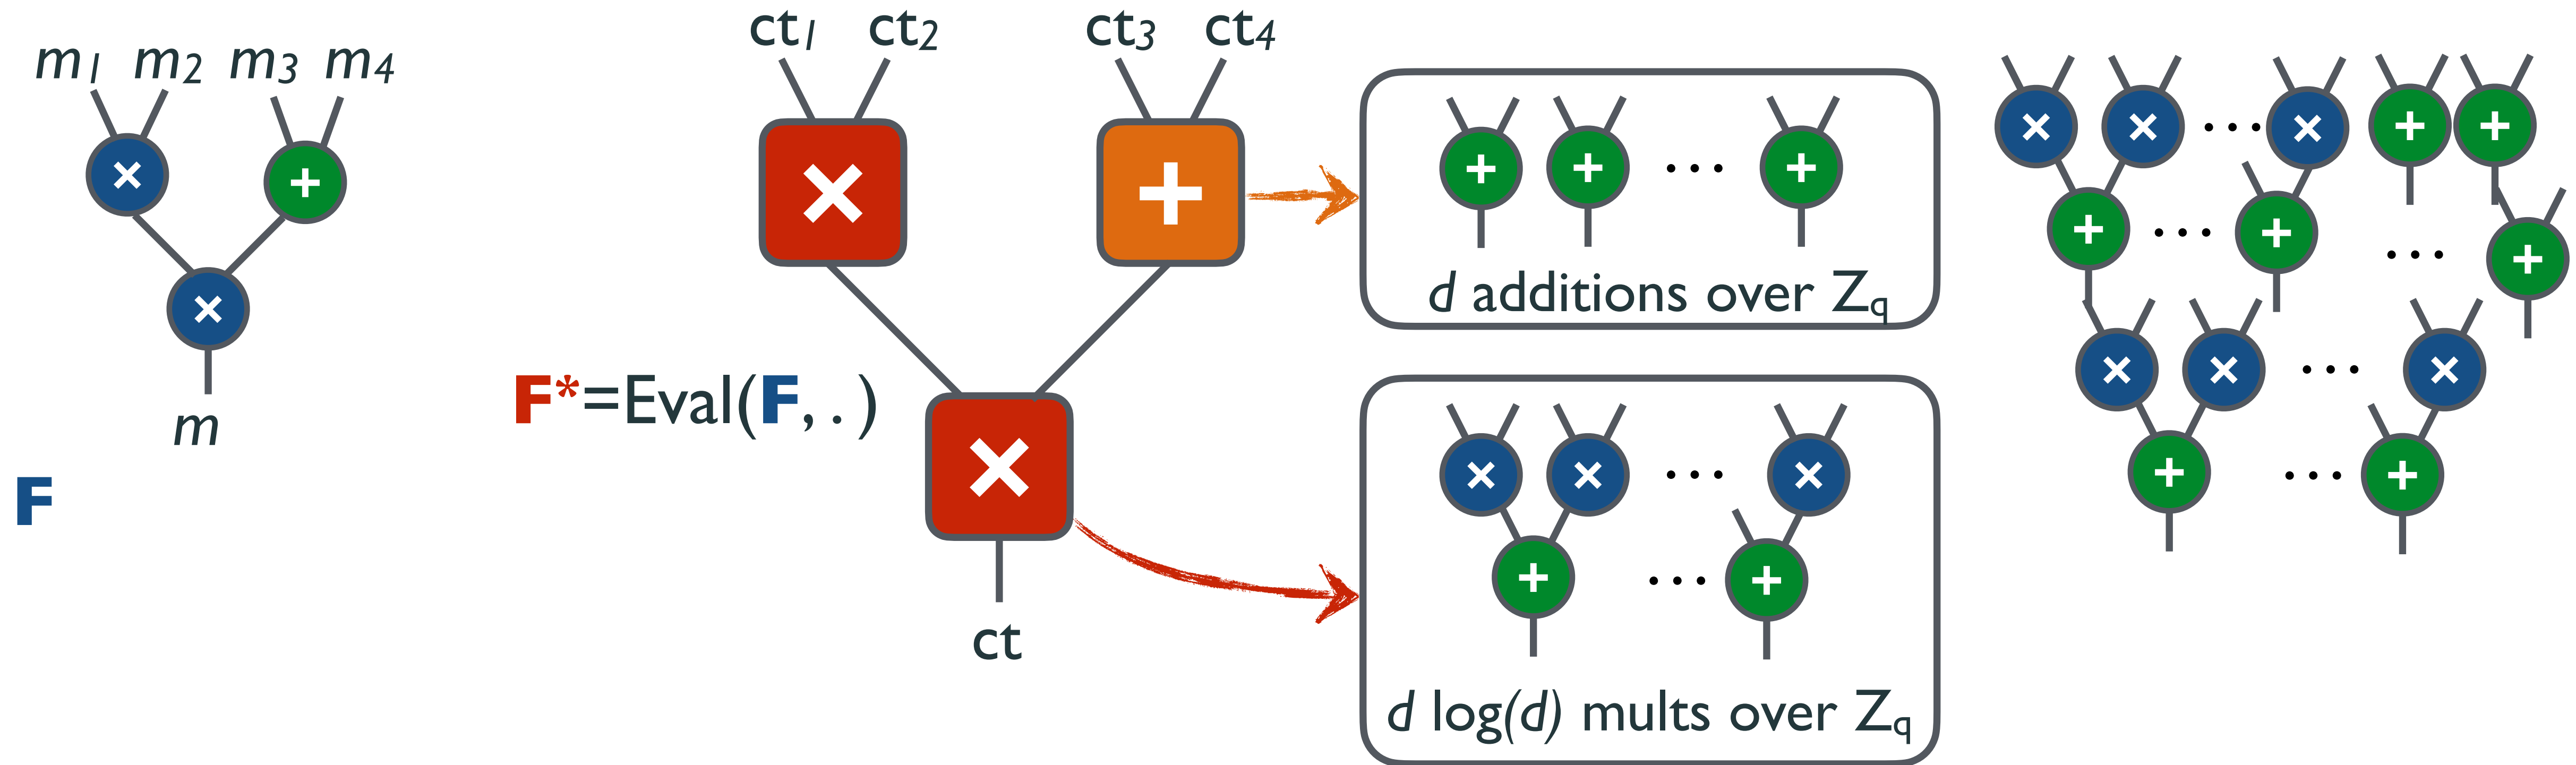 m1 m2 m3 m4
× +
×
m
F
ct1 ct2 ct3 ct4
× +
F*=Eval(F, . )
×
ct
+ + ... +
d additions over Zq
× × ... ×
+ ... +
d log(d) mults over Zq
× × ... × + +
+ ... + ... +
× × ... ×
+ ... +